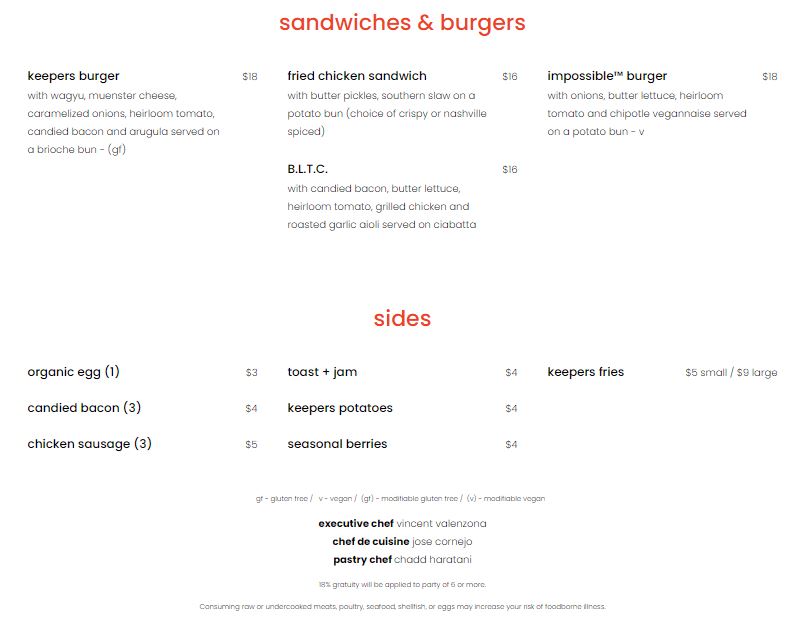 sandwiches & burgers
keepers burger $18
with wagyu, muenster cheese,
caramelized onions, heirloom tomato,
candied bacon and arugula served on
a brioche bun - (gf)
fried chicken sandwich $16
with butter pickles, southern slaw on a
potato bun (choice of crispy or nashville
spiced)
B.L.T.C. $16
with candied bacon, butter lettuce,
heirloom tomato, grilled chicken and
roasted garlic aioli served on ciabatta
impossible™ burger $18
with onions, butter lettuce, heirloom
tomato and chipotle vegannaise served
on a potato bun - v
sides
organic egg (1) $3
candied bacon (3) $4
chicken sausage (3) $5
toast + jam $4
keepers potatoes $4
seasonal berries $4
keepers fries $5 small / $9 large
gf - gluten free / v - vegan / (gf) - modifiable gluten free / (v) - modifiable vegan
executive chef vincent valenzona
chef de cuisine jose cornejo
pastry chef chadd haratani
18% gratuity will be applied to party of 6 or more.
Consuming raw or undercooked meats, poultry, seafood, shellfish, or eggs may increase your risk of foodborne illness.